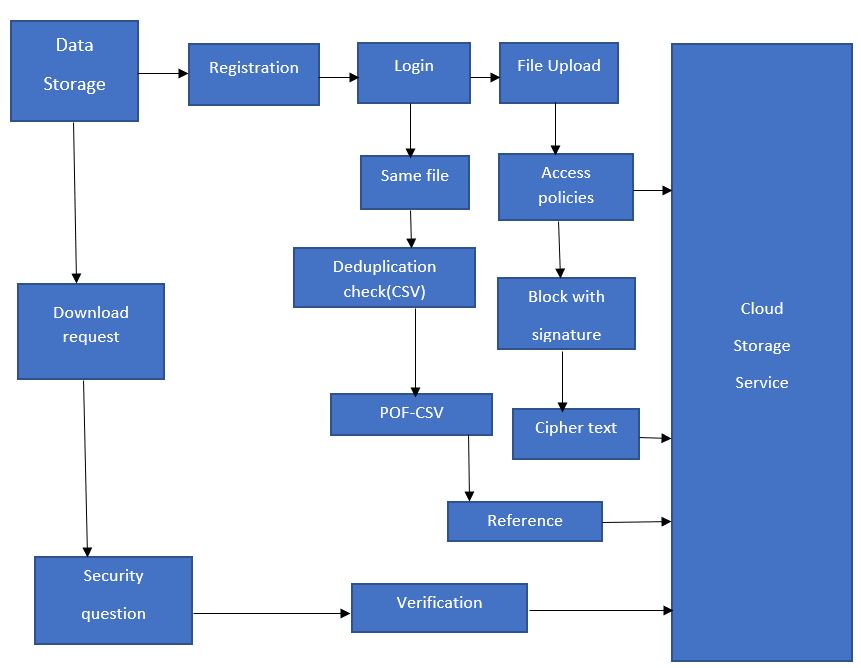 Data
Storage
Registration
Login
File Upload
Same file
Access
policies
Deduplication
check(CSV)
Block with
signature
Download
request
Cloud
Storage
Service
POF-CSV
Cipher text
Reference
Security
question
Verification